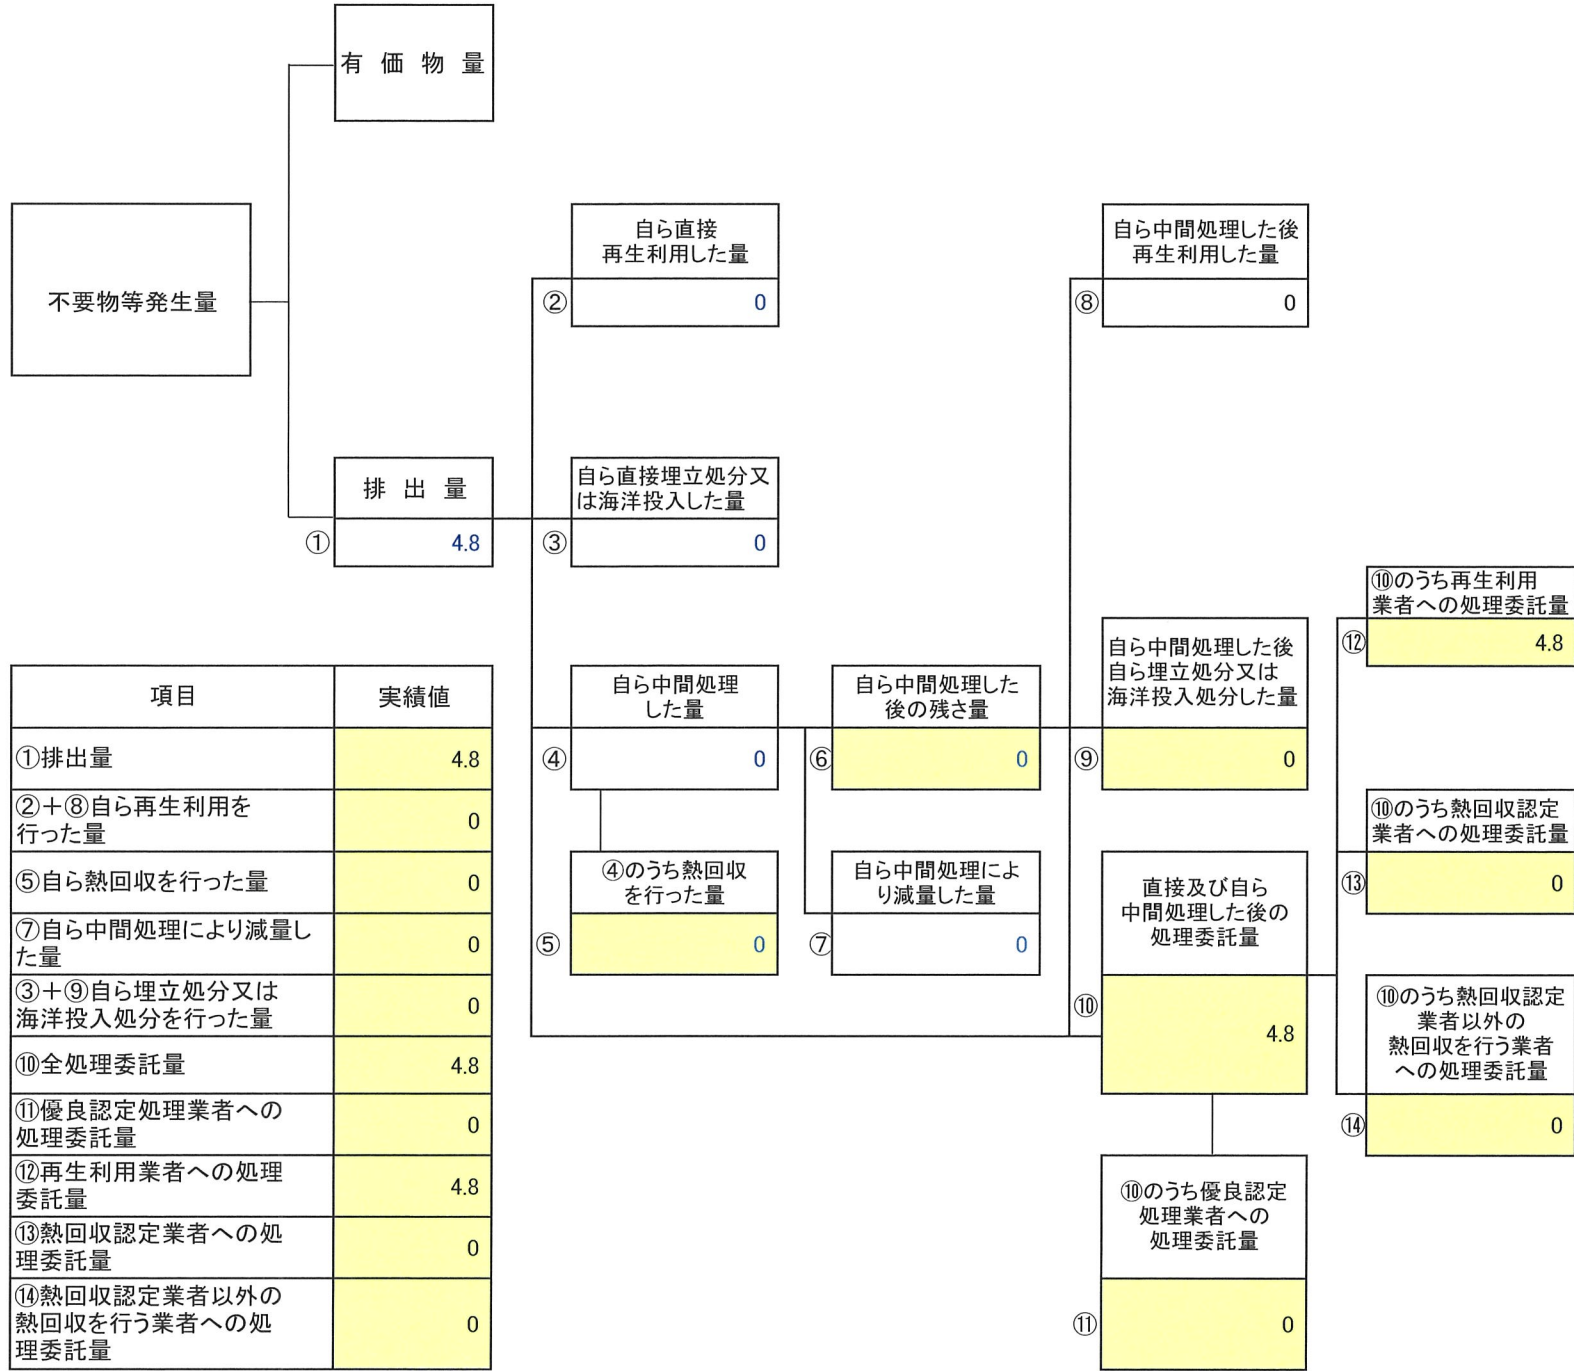 有 価 物 量
不要物等発生量
自ら直接
再生利用した量
②
0
自ら中間処理した後
再生利用した量
⑧
0
排 出 量
①
4.8
自ら直接埋立処分又
は海洋投入した量
③
0
⑩のうち再生利用
業者への処理委託量
⑫
4.8
自ら中間処理
した量
④
0
自ら中間処理した
後の残さ量
⑥
0
自ら中間処理した後
自ら埋立処分又は
海洋投入処分した量
⑨
0
⑩のうち熱回収認定
業者への処理委託量
⑬
0
④のうち熱回収
を行った量
⑤
0
自ら中間処理によ
り減量した量
⑦
0
直接及び自ら
中間処理した後の
処理委託量
⑩
4.8
⑩のうち熱回収認定
業者以外の
熱回収を行う業者
への処理委託量
⑭
0
⑩のうち優良認定
処理業者への
処理委託量
⑪
0
項目 実績値
①排出量 4.8
②+⑧自ら再生利用を
行った量 0
⑤自ら熱回収を行った量 0
⑦自ら中間処理により減量し
た量 0
③+⑨自ら埋立処分又は
海洋投入処分を行った量 0
⑩全処理委託量 4.8
⑪優良認定処理業者への
処理委託量 0
⑫再生利用業者への処理
委託量 4.8
⑬熱回収認定業者への処
理委託量 0
⑭熱回収認定業者以外の
熱回収を行う業者への処
理委託量 0